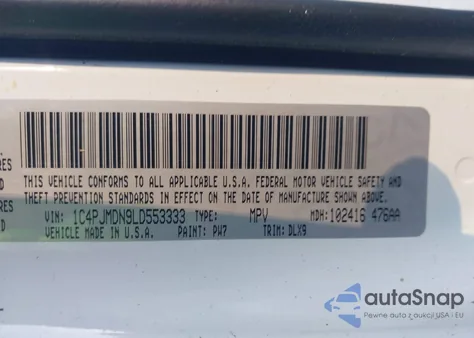 THIS VEHICLE CONFORMS TO ALL APPLICABLE U.S.A. FEDERAL MOTOR VEHICLE SAFETY AND
THEFT PREVENTION STANDARDS IN EFFECT ON THE DATE OF MANUFACTURE SHOWN ABOVE.
VIN: 1C4PJMDN9LD553333 TYPE: MPV MDH: 102416 476AA
VEHICLE MADE IN U.S.A. PAINT: PW7 TRIM: DLX9
autoSnap
Pewne auta z aukcji USA i EU